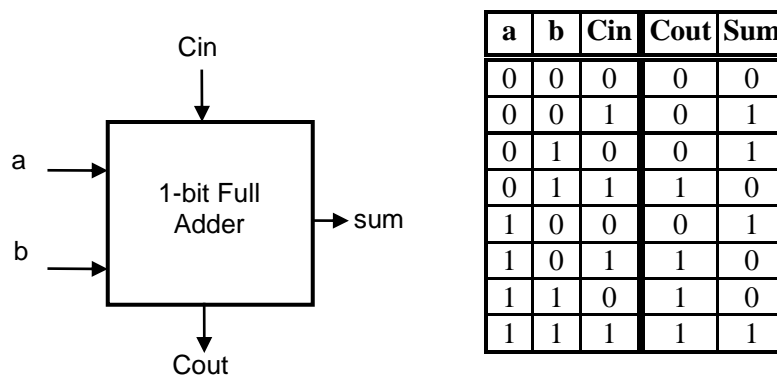 Cin
a
b
1-bit Full
Adder
sum
Cout
a b Cin Cout Sum
0 0 0 0 0
0 0 1 0 1
0 1 0 0 1
0 1 1 1 0
1 0 0 0 1
1 0 1 1 0
1 1 0 1 0
1 1 1 1 1